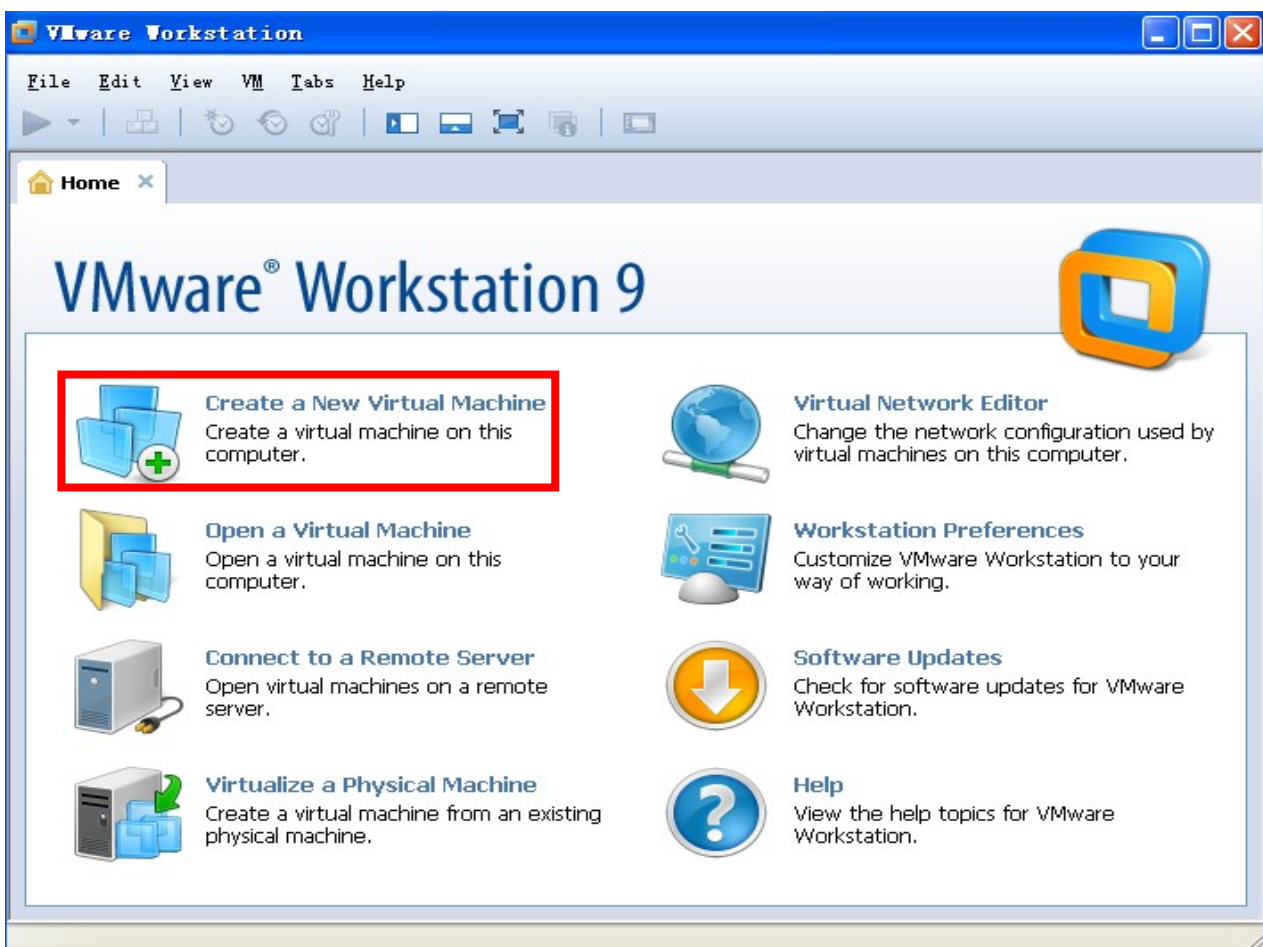 VMware Workstation
File Edit View VM Tabs Help
Home
VMware® Workstation 9
Create a New Virtual Machine
Create a virtual machine on this
computer.
Virtual Network Editor
Change the network configuration used by
virtual machines on this computer.
Open a Virtual Machine
Open a virtual machine on this
computer.
Workstation Preferences
Customize VMware Workstation to your
way of working.
Connect to a Remote Server
Open virtual machines on a remote
server.
Software Updates
Check for software updates for VMware
Workstation.
Virtualize a Physical Machine
Create a virtual machine from an existing
physical machine.
Help
View the help topics for VMware
Workstation.